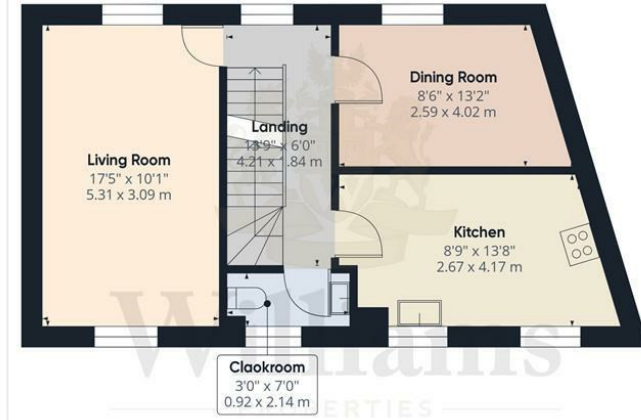 Living Room
17'5" x 10'1"
5.31 x 3.09 m
Landing
13'9" x 6'0"
4.21 x 1.84 m
Dining Room
8'6" x 13'2"
2.59 x 4.02 m
Kitchen
8'9" x 13'8"
2.67 x 4.17 m
Claokroom
3'0" x 7'0"
0.92 x 2.14 m
Williams
PROPERTIES